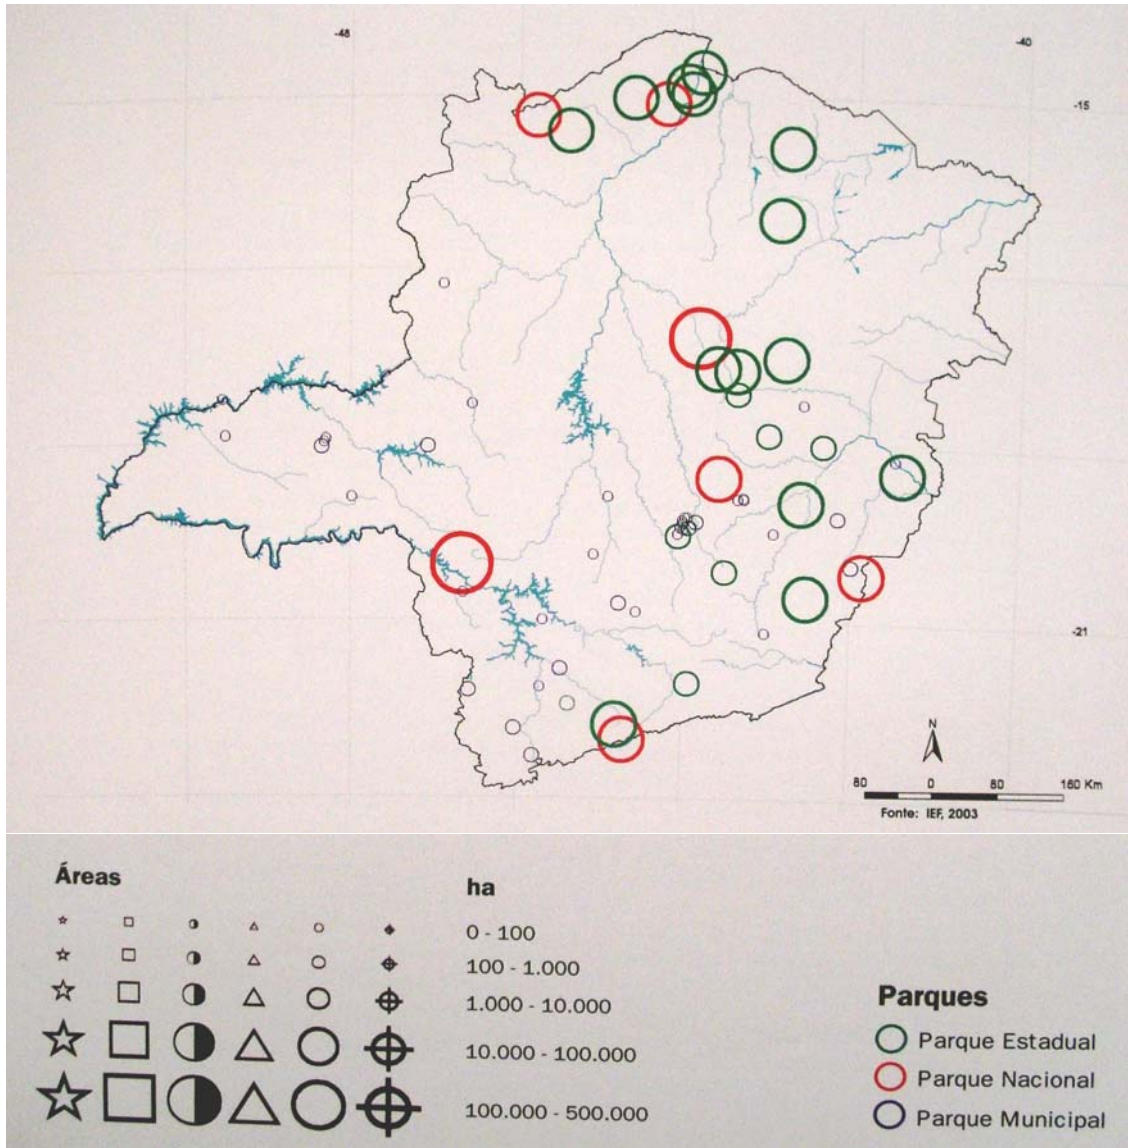 -48
-40
-15
-21
N
80 0 80 160 Km
Fonte: IEF, 2003
Áreas
ha
0 - 100
100 - 1.000
1.000 - 10.000
10.000 - 100.000
100.000 - 500.000
Parques
Parque Estadual
Parque Nacional
Parque Municipal